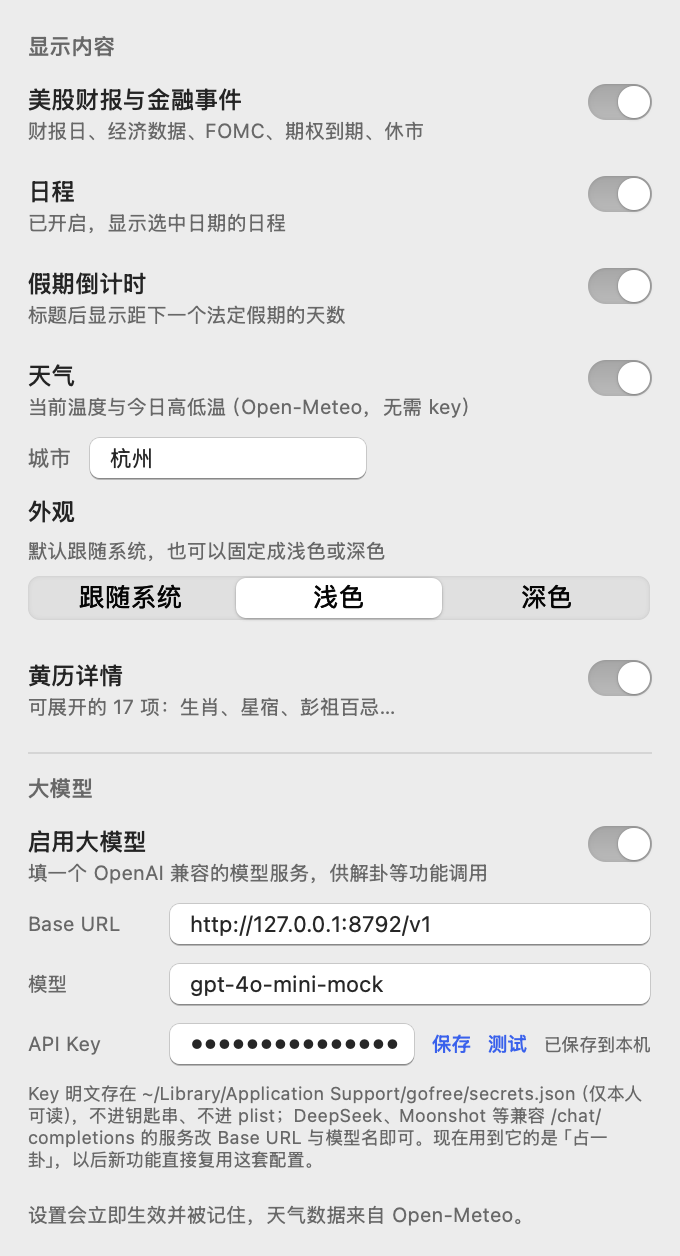 显示内容
美股财报与金融事件
财报日、经济数据、FOMC、期权到期、休市
日程
已开启，显示选中日期的日程
假期倒计时
标题后显示距下一个法定假期的天数
天气
当前温度与今日高低温（Open-Meteo，无需 key）
城市 杭州
外观
默认跟随系统，也可以固定成浅色或深色
跟随系统 浅色 深色
黄历详情
可展开的 17 项：生肖、星宿、彭祖百忌...
大模型
启用大模型
填一个 OpenAI 兼容的模型服务，供解卦等功能调用
Base URL http://127.0.0.1:8792/v1
模型 gpt-4o-mini-mock
API Key ●●●●●●●●●●●●●●● 保存 测试 已保存到本机
Key 明文存在 ~/Library/Application Support/gofree/secrets.json（仅本人
可读），不进钥匙串、不进 plist；DeepSeek、Moonshot 等兼容 /chat/
completions 的服务改 Base URL 与模型名即可。现在用到它的是「占一
卦」，以后新功能直接复用这套配置。
设置会立即生效并被记住，天气数据来自 Open-Meteo。